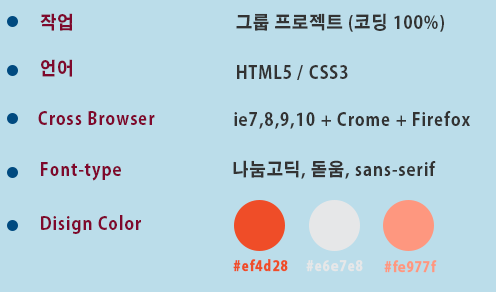 작업 그룹 프로젝트 (코딩 100%)
언어 HTML5 / CSS3
Cross Browser ie7,8,9,10 + Crome + Firefox
Font-type 나눔고딕, 돋움, sans-serif
Disign Color
#ef4d28 #e6e7e8 #fe977f